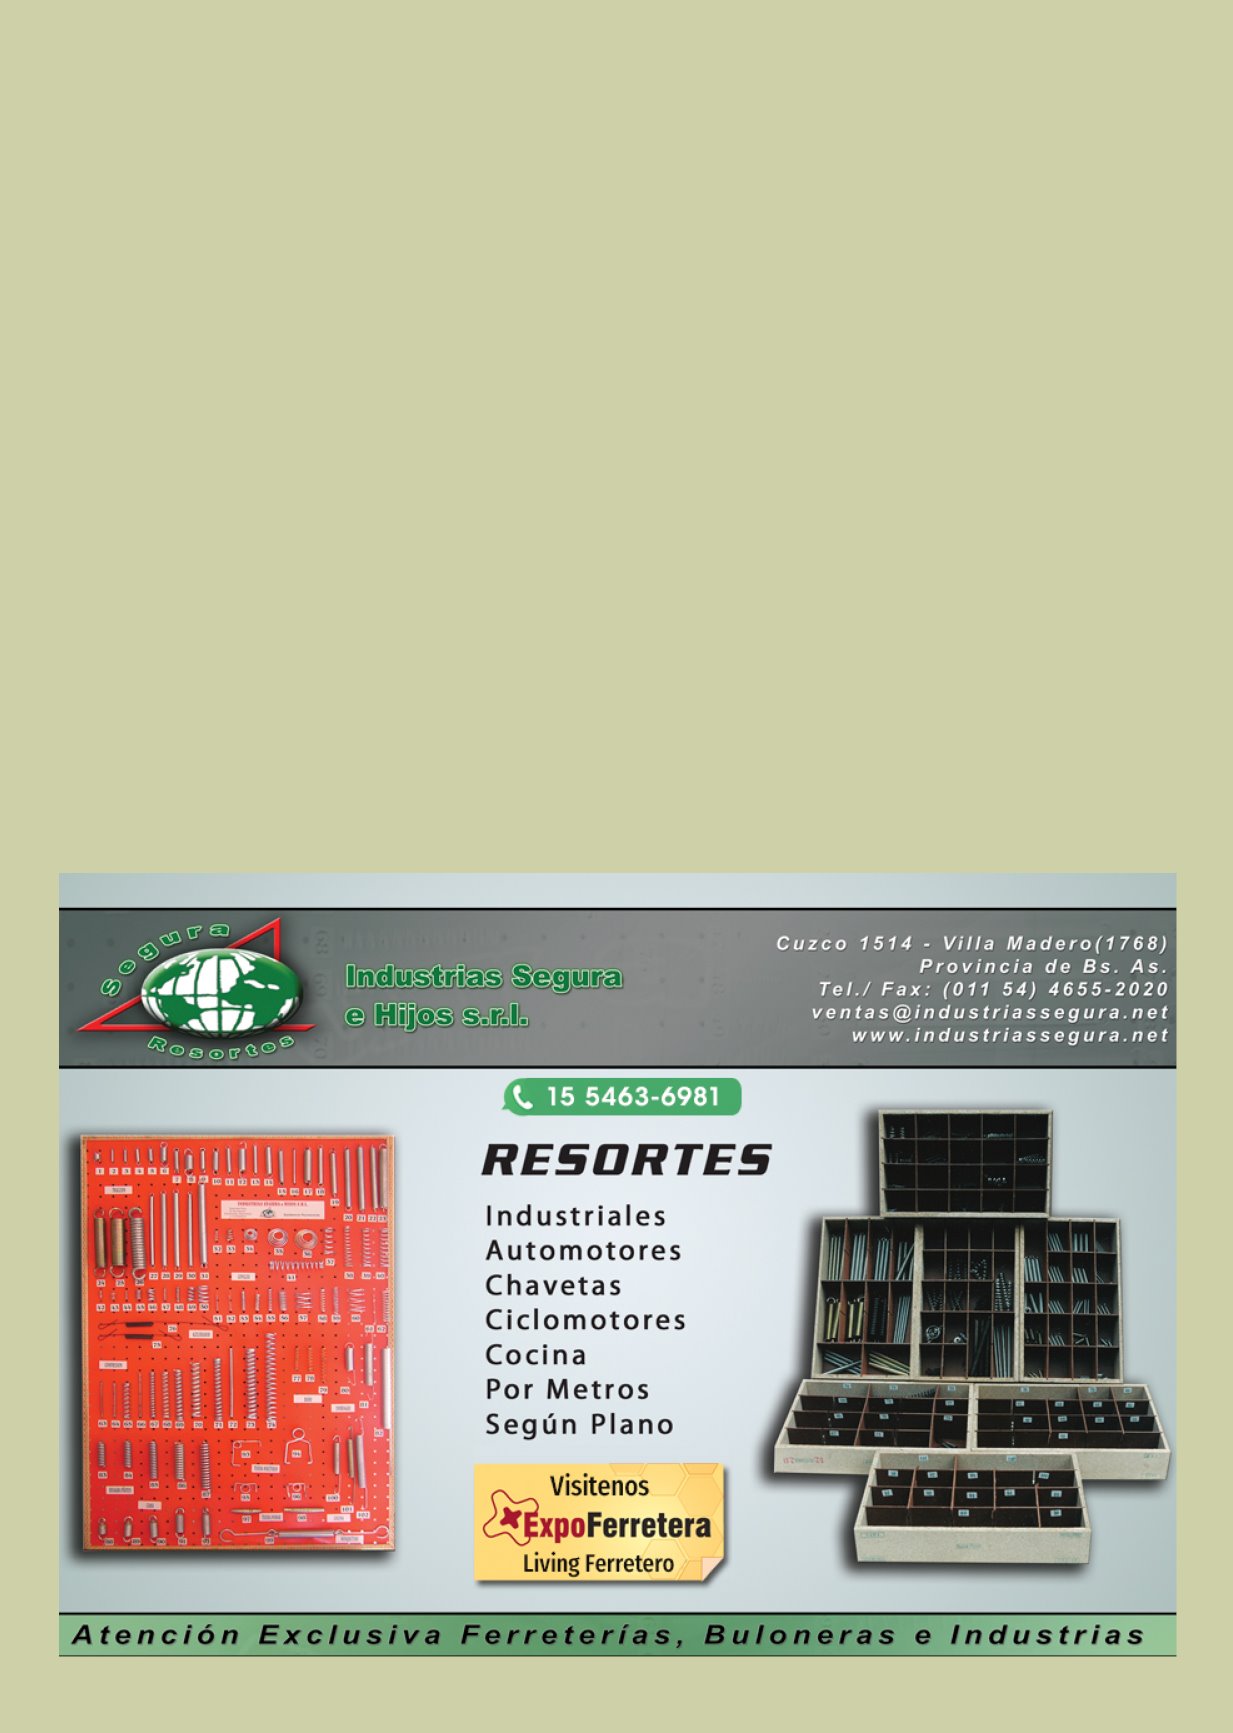 Segura
Resortes
Industrias Segura
e Hijos s.r.l.
Cuzco 1514 - Villa Madero(1768)
Provincia de Bs. As.
Tel./ Fax: (011 54) 4655-2020
ventas@industriassegura.net
www.industriassegura.net
15 5463-6981
RESORTES
Industriales
Automotores
Chavetas
Ciclomotores
Cocina
Por Metros
Según Plano
Visitenos
ExpoFerretera
Living Ferretero
Atención Exclusiva Ferreterías, Buloneras e Industrias